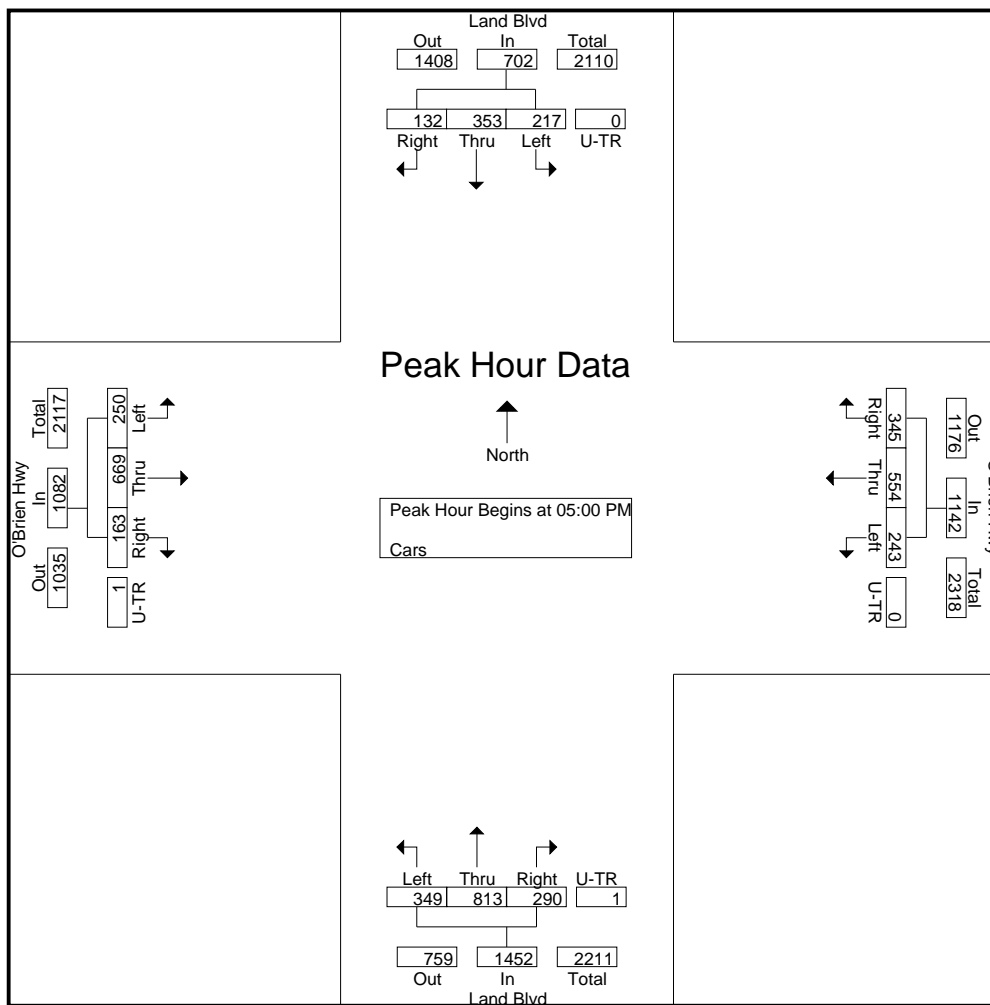 Land Blvd
Out In Total
1408 702 2110
132 353 217 0
Right Thru Left U-TR
Peak Hour Data
North
Peak Hour Begins at 05:00 PM
Cars
O'Brien Hwy
Total In Out
2117 1082 1035
250 669 163 1
Left Thru Right U-TR
Right Thru Left U-TR
345 554 243 0
1176 1142 2318
Out In Total
Hwy
Left Thru Right U-TR
349 813 290 1
759 1452 2211
Out In Total
Land Blvd